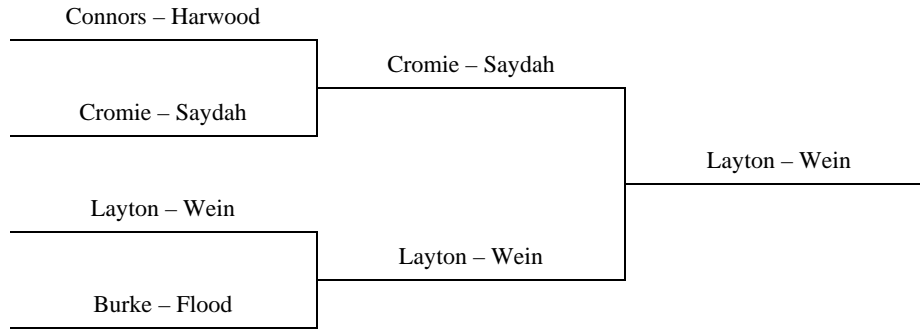 Connors – Harwood
Cromie – Saydah
Cromie – Saydah
Layton – Wein
Layton – Wein
Layton – Wein
Burke – Flood